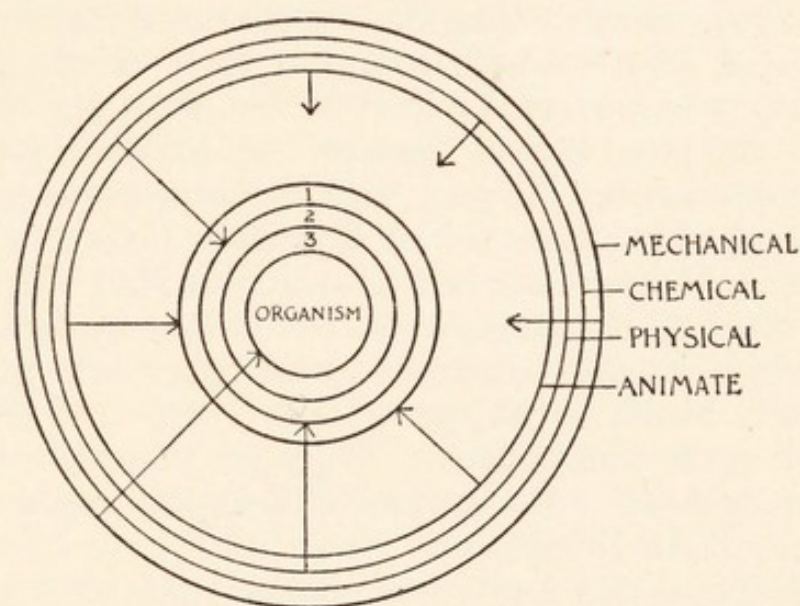 1
2
3
ORGANISM
MECHANICAL
CHEMICAL
PHYSICAL
ANIMATE